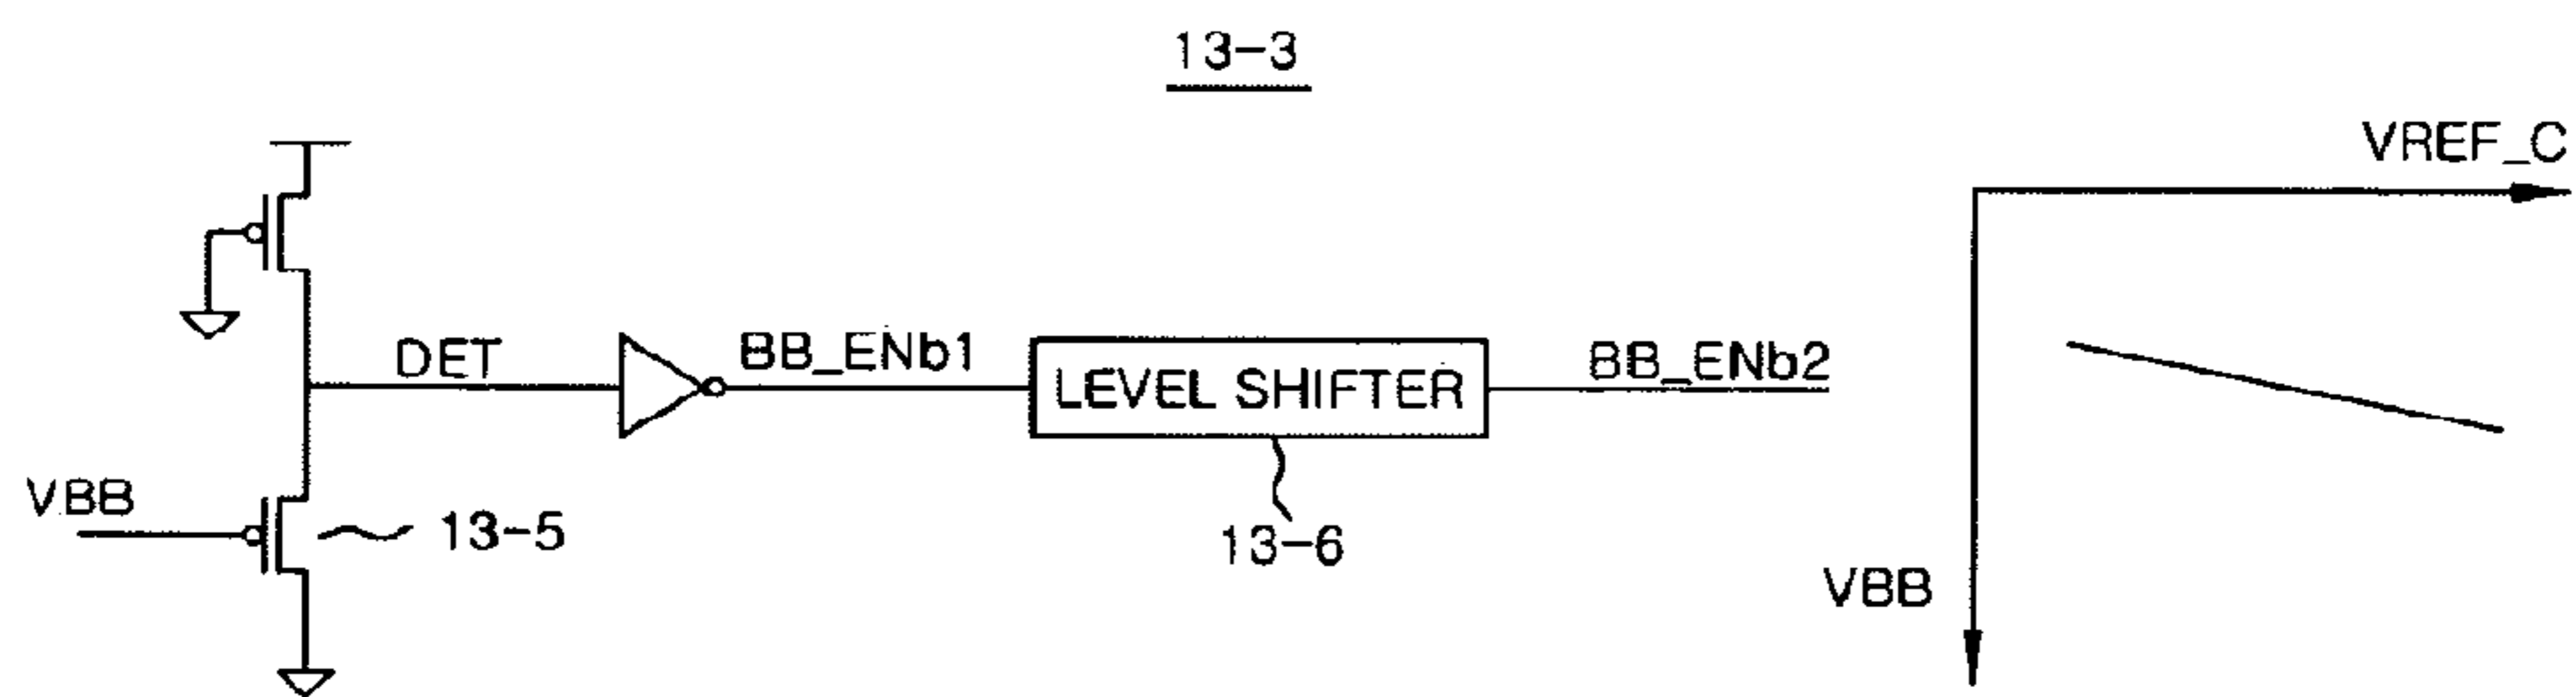 13-3
VREF_C
DET
BB_ENb1
LEVEL SHIFTER
BB_ENb2
VBB
13-5
13-6
VBB